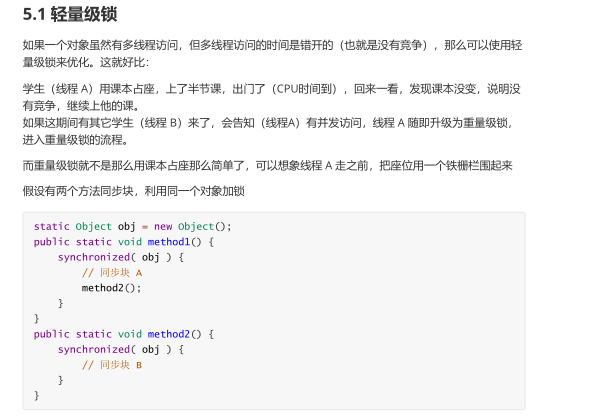 5.1 轻量级锁
如果一个对象虽然有多线程访问，但多线程访问的时间是错开的（也就是没有竞争），那么可以使用轻
量级锁来优化。这就好比：
学生（线程 A）用课本占座，上了半节课，出门了（CPU时间到），回来一看，发现课本没变，说明没
有竞争，继续上他的课。
如果这期间有其它学生（线程 B）来了，会告知（线程A）有并发访问，线程 A 随即升级为重量级锁，
进入重量级锁的流程。
而重量级锁就不是那么用课本占座那么简单了，可以想象线程 A 走之前，把座位用一个铁栅栏围起来
假设有两个方法同步块，利用同一个对象加锁
static Object obj = new Object();
public static void method1() {
    synchronized( obj ) {
        // 同步块 A
        method2();
    }
}
public static void method2() {
    synchronized( obj ) {
        // 同步块 B
    }
}